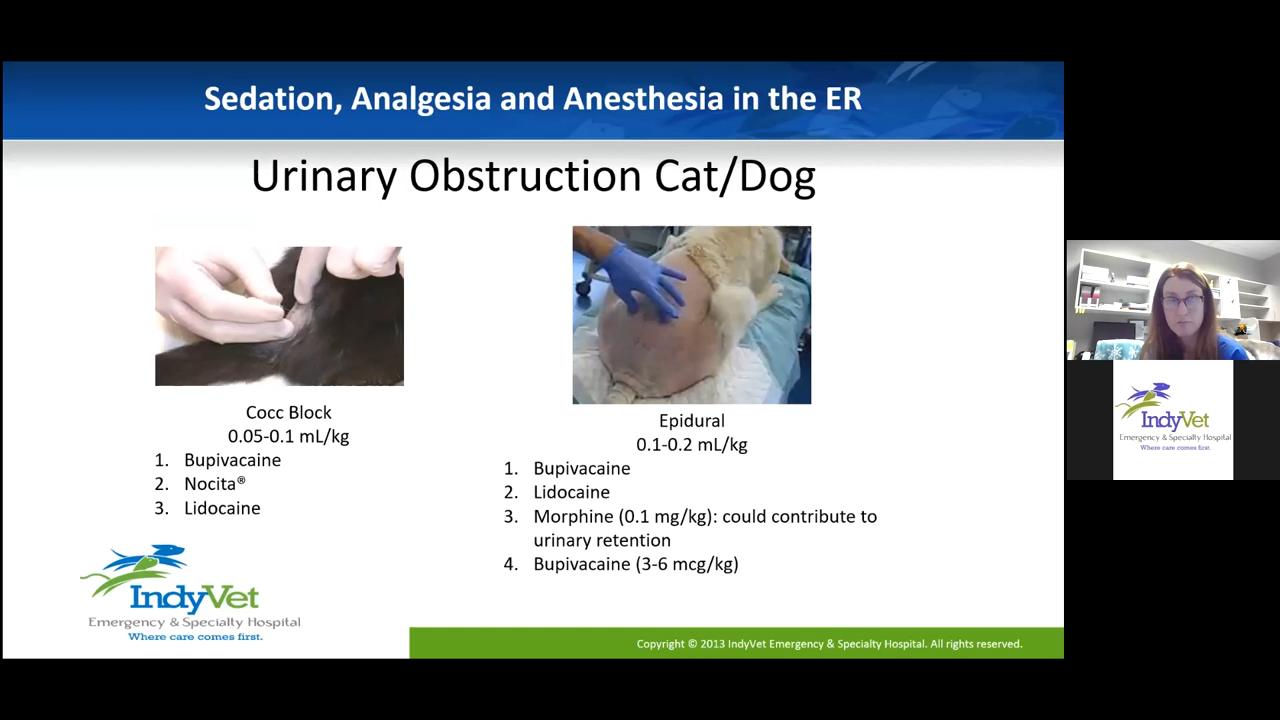 Sedation, Analgesia and Anesthesia in the ER
Urinary Obstruction Cat/Dog
Cocc Block
0.05-0.1 mL/kg
1. Bupivacaine
2. Nocita®
3. Lidocaine
Epidural
0.1-0.2 mL/kg
1. Bupivacaine
2. Lidocaine
3. Morphine (0.1 mg/kg): could contribute to
urinary retention
4. Bupivacaine (3-6 mcg/kg)
IndyVet
Emergency & Specialty Hospital
Where care comes first.
Copyright © 2013 IndyVet Emergency & Specialty Hospital. All rights reserved.
IndyVet
Emergency & Specialty Hospital
Where care comes first.